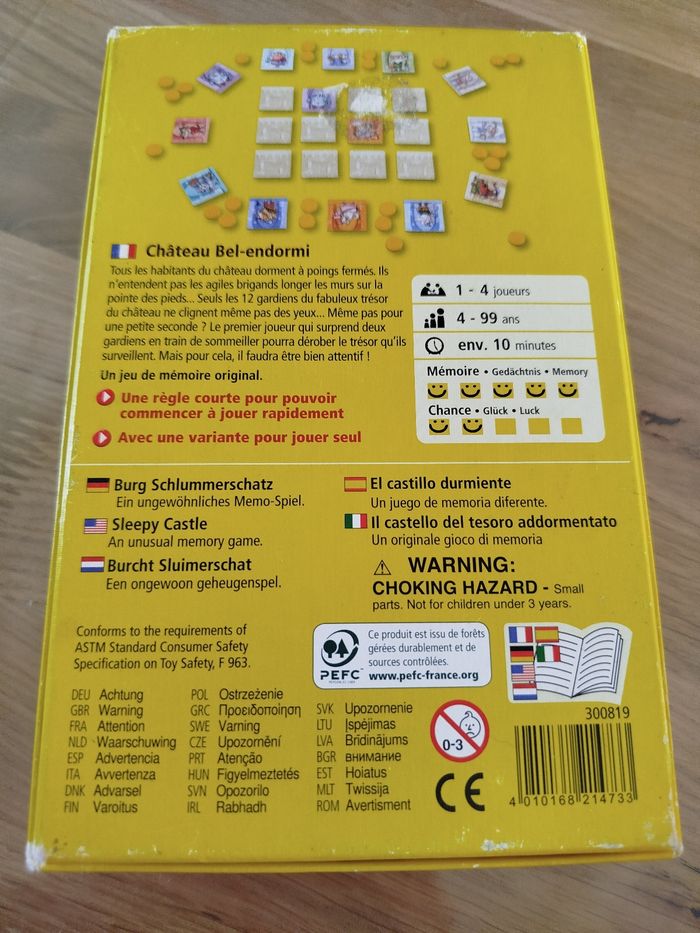 Château Bel-endormi
Tous les habitants du château dorment à poings fermés. Ils
n'entendent pas les agiles brigands longer les murs sur la
pointe des pieds... Seuls les 12 gardiens du fabuleux trésor
du château ne clignent même pas des yeux... Même pas pour
une petite seconde ? Le premier joueur qui surprend deux
gardiens en train de sommeiller pourra dérober le trésor qu'ils
surveillent. Mais pour cela, il faudra être bien attentif !
Un jeu de mémoire original.
Une règle courte pour pouvoir
commencer à jouer rapidement
Avec une variante pour jouer seul
1 - 4 joueurs
4 - 99 ans
env. 10 minutes
Mémoire • Gedächtnis • Memory
Chance • Glück • Luck
Burg Schlummerschatz
Ein ungewöhnliches Memo-Spiel.
Sleepy Castle
An unusual memory game.
Burcht Sluimerschat
Een ongewoon geheugenspel.
El castillo durmiente
Un juego de memoria diferente.
Il castello del tesoro addormentato
Un originale gioco di memoria
WARNING:
CHOKING HAZARD - Small
parts. Not for children under 3 years.
Conforms to the requirements of
ASTM Standard Consumer Safety
Specification on Toy Safety, F 963.
PEFC
Ce produit est issu de forêts
gérées durablement et de
sources contrôlées.
www.pefc-france.org
DEU Achtung
GBR Warning
FRA Attention
NLD Waarschuwing
ESP Advertencia
ITA Avvertenza
DNK Advarsel
FIN Varoitus
POL Ostrzeżenie
GRC Προειδοποίηση
SWE Varning
CZE Upozornění
PRT Atenção
HUN Figyelmeztetés
SVN Opozorilo
IRL Rabhadh
SVK Upozornenie
LTU Įspėjimas
LVA Brīdinājums
BGR внимание
EST Hoiatus
MLT Twissija
ROM Avertisment
0-3
CE
300819
4 010168 214733